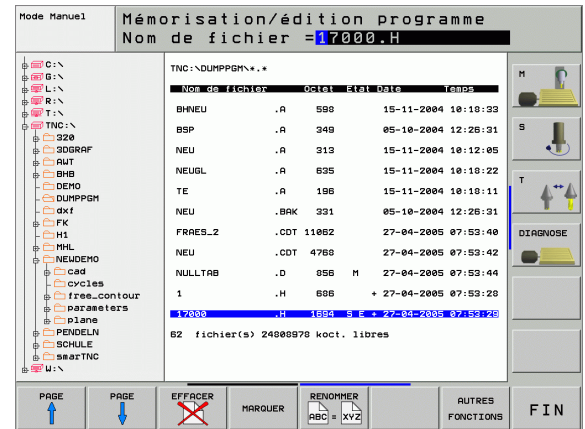 Mode Manuel
Mémorisation/édition programme
Nom de fichier =17000.H
C:\
G:\
L:\
R:\
T:\
TNC:\
320
3DGRAF
AWT
BHB
DEMO
DUMPPGM
dxf
FK
H1
MHL
NEWDEMO
cad
cycles
free_contour
parameters
plane
PENDELN
SCHULE
smarTNC
W:\
TNC:\DUMPPGM\*.*
Nom de fichier Octet Etat Date Temps
BHNEU .A 598 15-11-2004 10:18:33
BSP .A 349 05-10-2004 12:26:31
NEU .A 313 15-11-2004 10:12:05
NEUGL .A 635 15-11-2004 10:18:22
TE .A 196 15-11-2004 10:18:11
NEU .BAK 331 05-10-2004 12:26:31
FRAES_2 .CDT 11062 27-04-2005 07:53:40
NEU .CDT 4768 27-04-2005 07:53:42
NULLTAB .D 856 M 27-04-2005 07:53:44
1 .H 686 + 27-04-2005 07:53:28
17000 .H 1694 S E + 27-04-2005 07:53:28
62 fichier(s) 24808978 koct. libres
M
S
T
DIAGNOSE
PAGE
PAGE
EFFACER
MARQUER
RENOMMER
ABC = XYZ
AUTRES
FONCTIONS
FIN